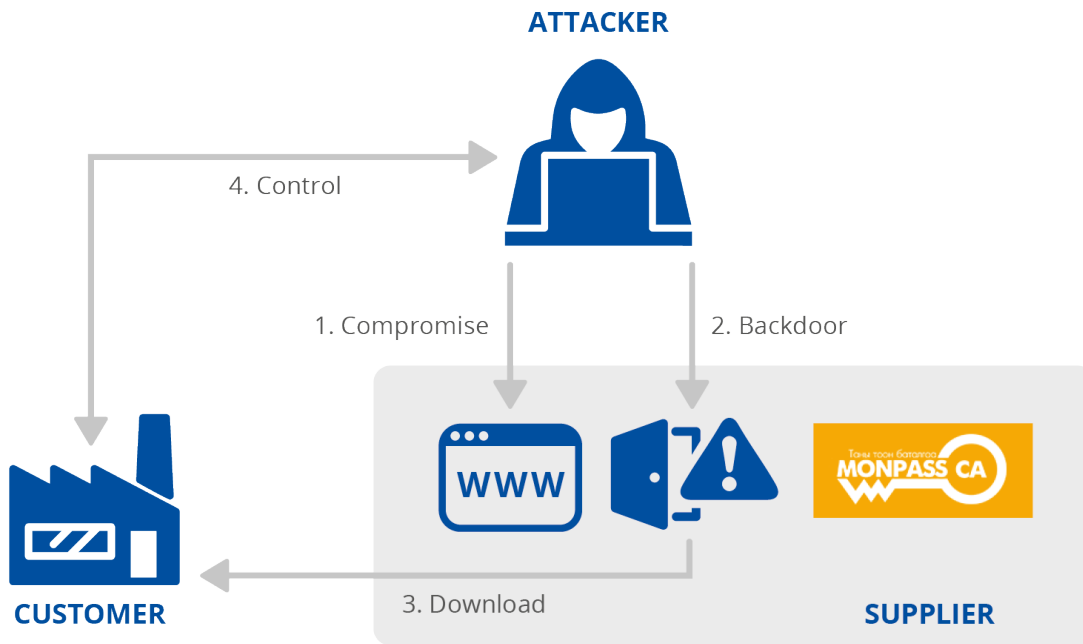 ATTACKER
4. Control
1. Compromise
2. Backdoor
WWW
Таны тоон баталгаа
MONPASS CA
3. Download
CUSTOMER
SUPPLIER